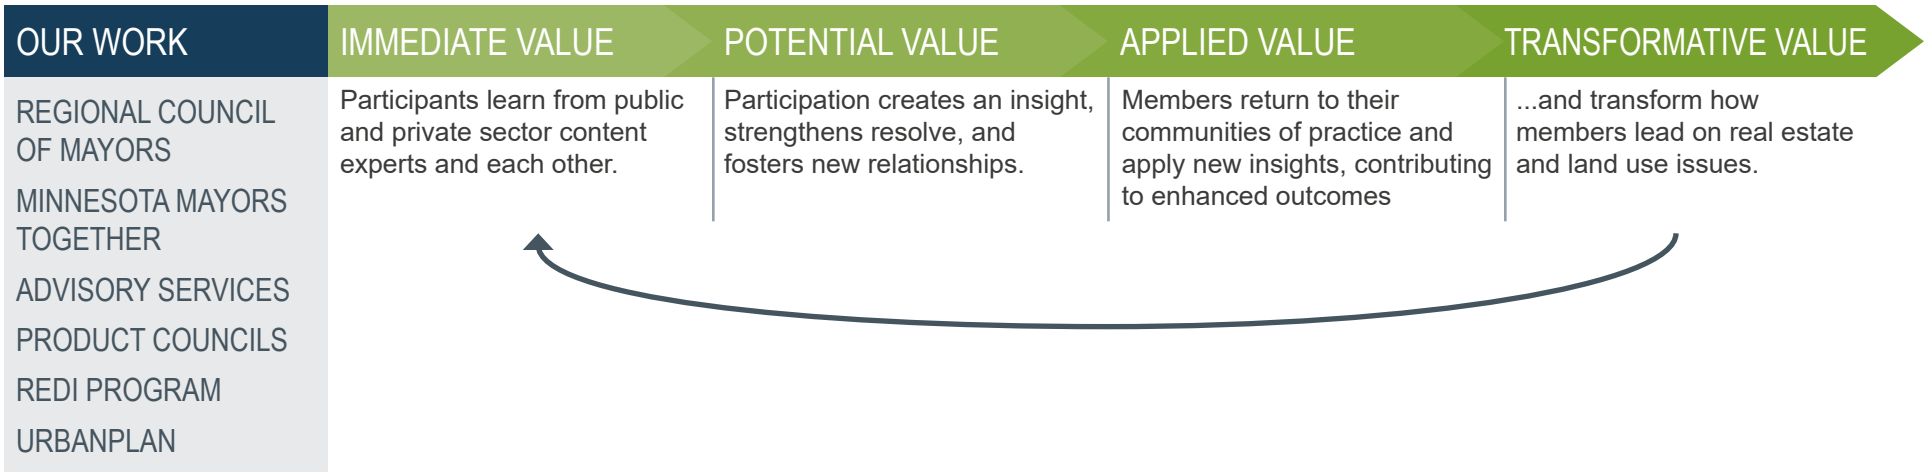 OUR WORK
REGIONAL COUNCIL
OF MAYORS
MINNESOTA MAYORS
TOGETHER
ADVISORY SERVICES
PRODUCT COUNCILS
REDI PROGRAM
URBANPLAN
IMMEDIATE VALUE
Participants learn from public
and private sector content
experts and each other.
POTENTIAL VALUE
Participation creates an insight,
strengthens resolve, and
fosters new relationships.
APPLIED VALUE
Members return to their
communities of practice and
apply new insights, contributing
to enhanced outcomes
TRANSFORMATIVE VALUE
...and transform how
members lead on real estate
and land use issues.